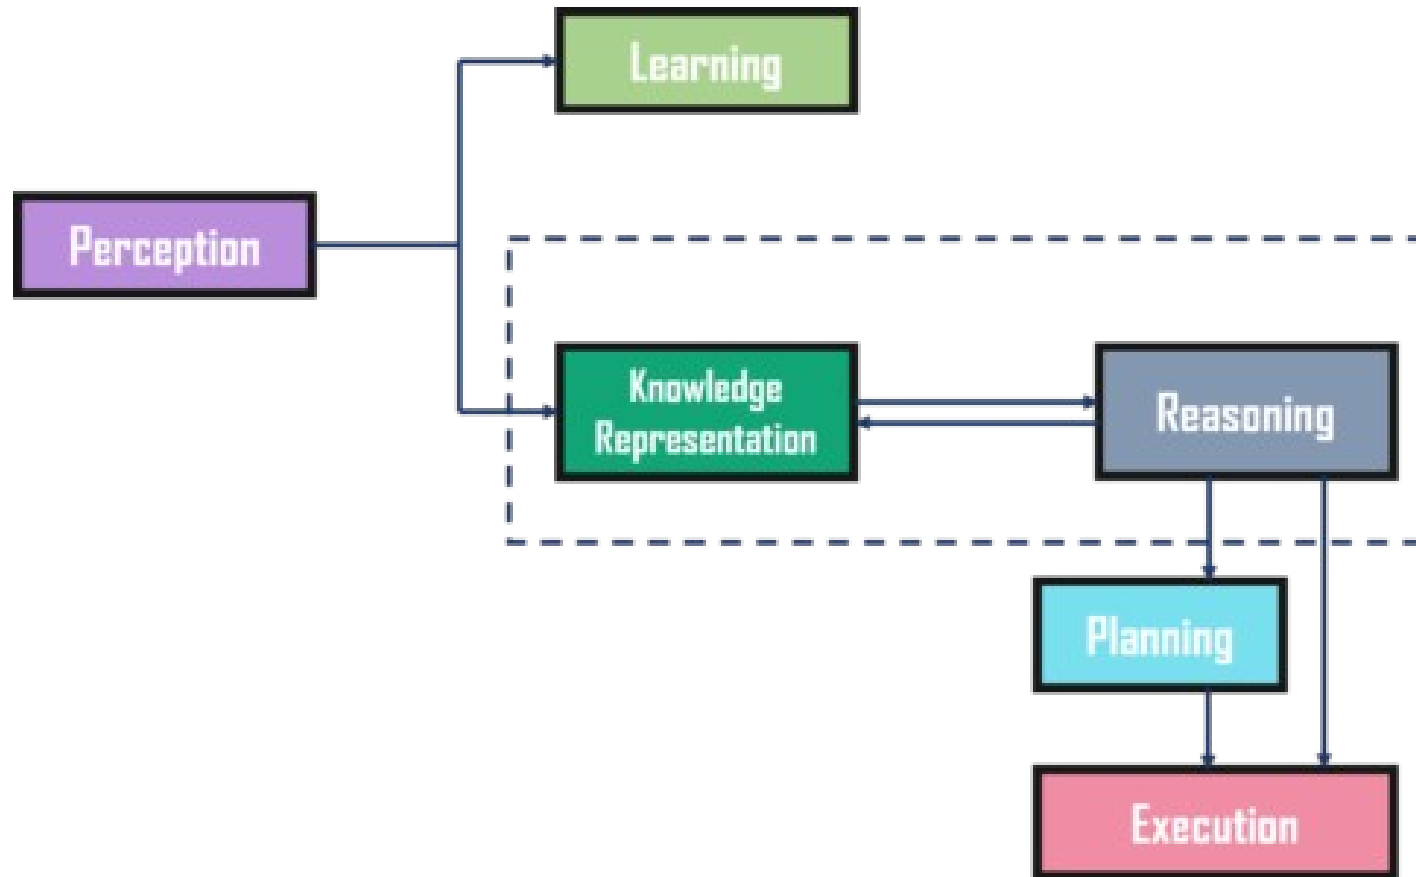 Learning
Perception
Knowledge
Representation
Reasoning
Planning
Execution